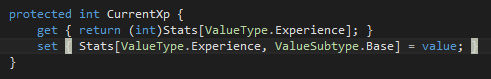 protected int CurrentXp {
get { return (int)Stats[ValueType.Experience]; }
set { Stats[ValueType.Experience, ValueSubtype.Base] = value; }
}